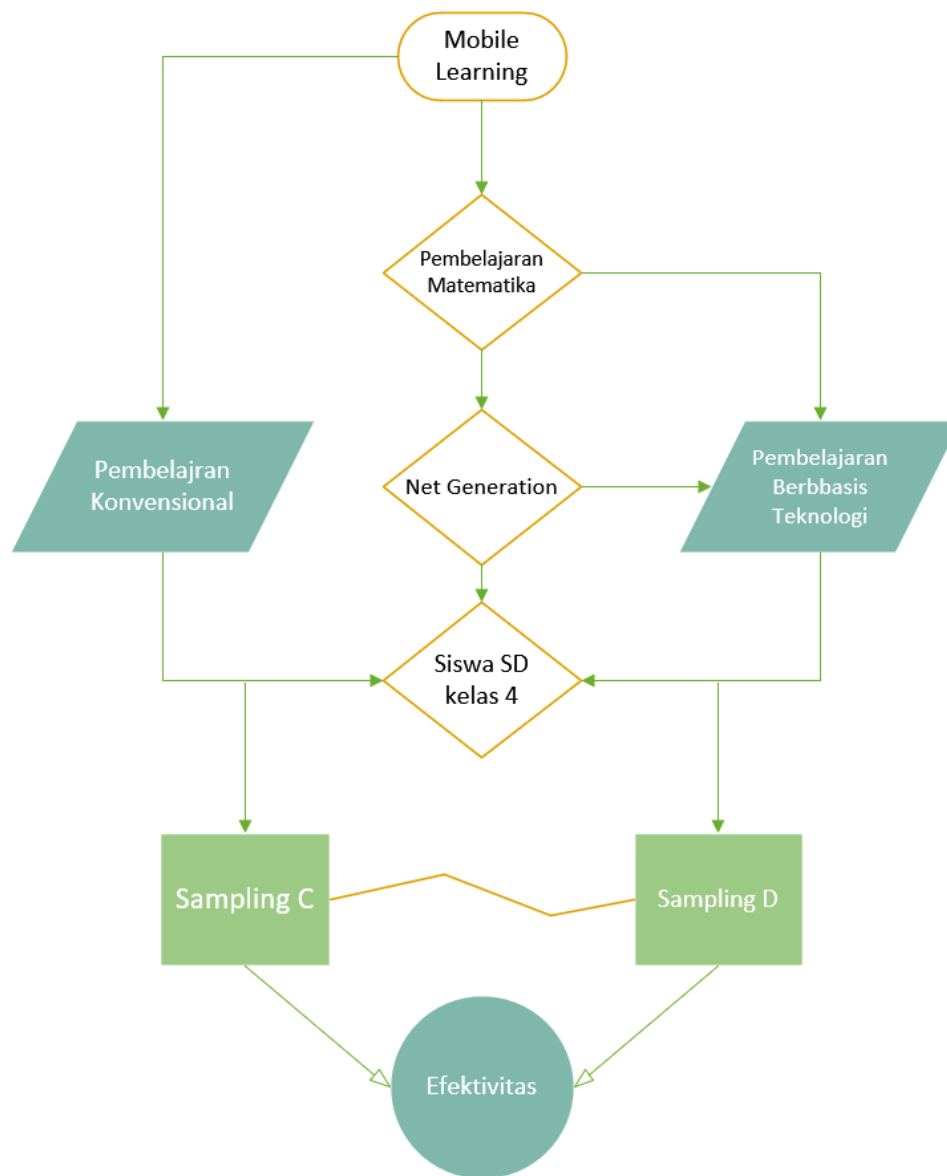 Mobile
Learning
Pembelajaran
Matematika
Pembelajran
Konvensional
Net Generation
Pembelajaran
Berbbasis
Teknologi
Siswa SD
kelas 4
Sampling C
Sampling D
Efektivitas